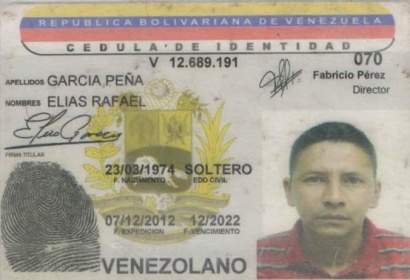 REPUBLICA BOLIVARIANA DE VENEZUELA
CEDULA DE IDENTIDAD
V 12.689.191
070
APELLIDOS GARCIA PEÑA
Fabricio Pérez
Director
NOMBRES ELIAS RAFAEL
FIRMA TITULAR
23/03/1974 SOLTERO
F. NACIMIENTO EDO CIVIL
07/12/2012 12/2022
F. EXPEDICION F. VENCIMIENTO
VENEZOLANO